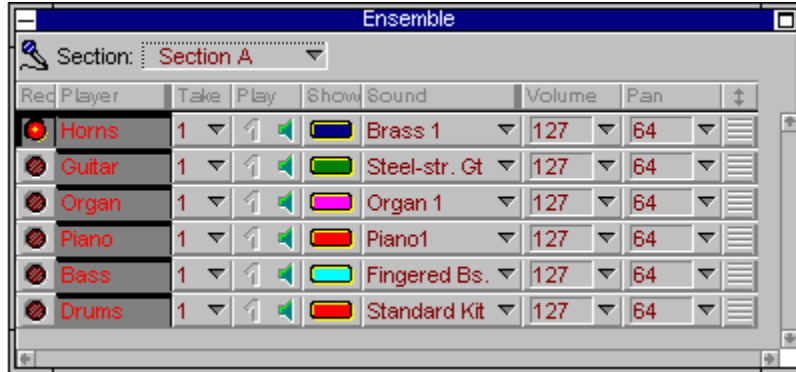 Ensemble
Section: Section A
Rec Player Take Play Show Sound Volume Pan
Horns 1 Brass 1 127 64
Guitar 1 Steel-str. Gt 127 64
Organ 1 Organ 1 127 64
Piano 1 Piano1 127 64
Bass 1 Fingered Bs. 127 64
Drums 1 Standard Kit 127 64